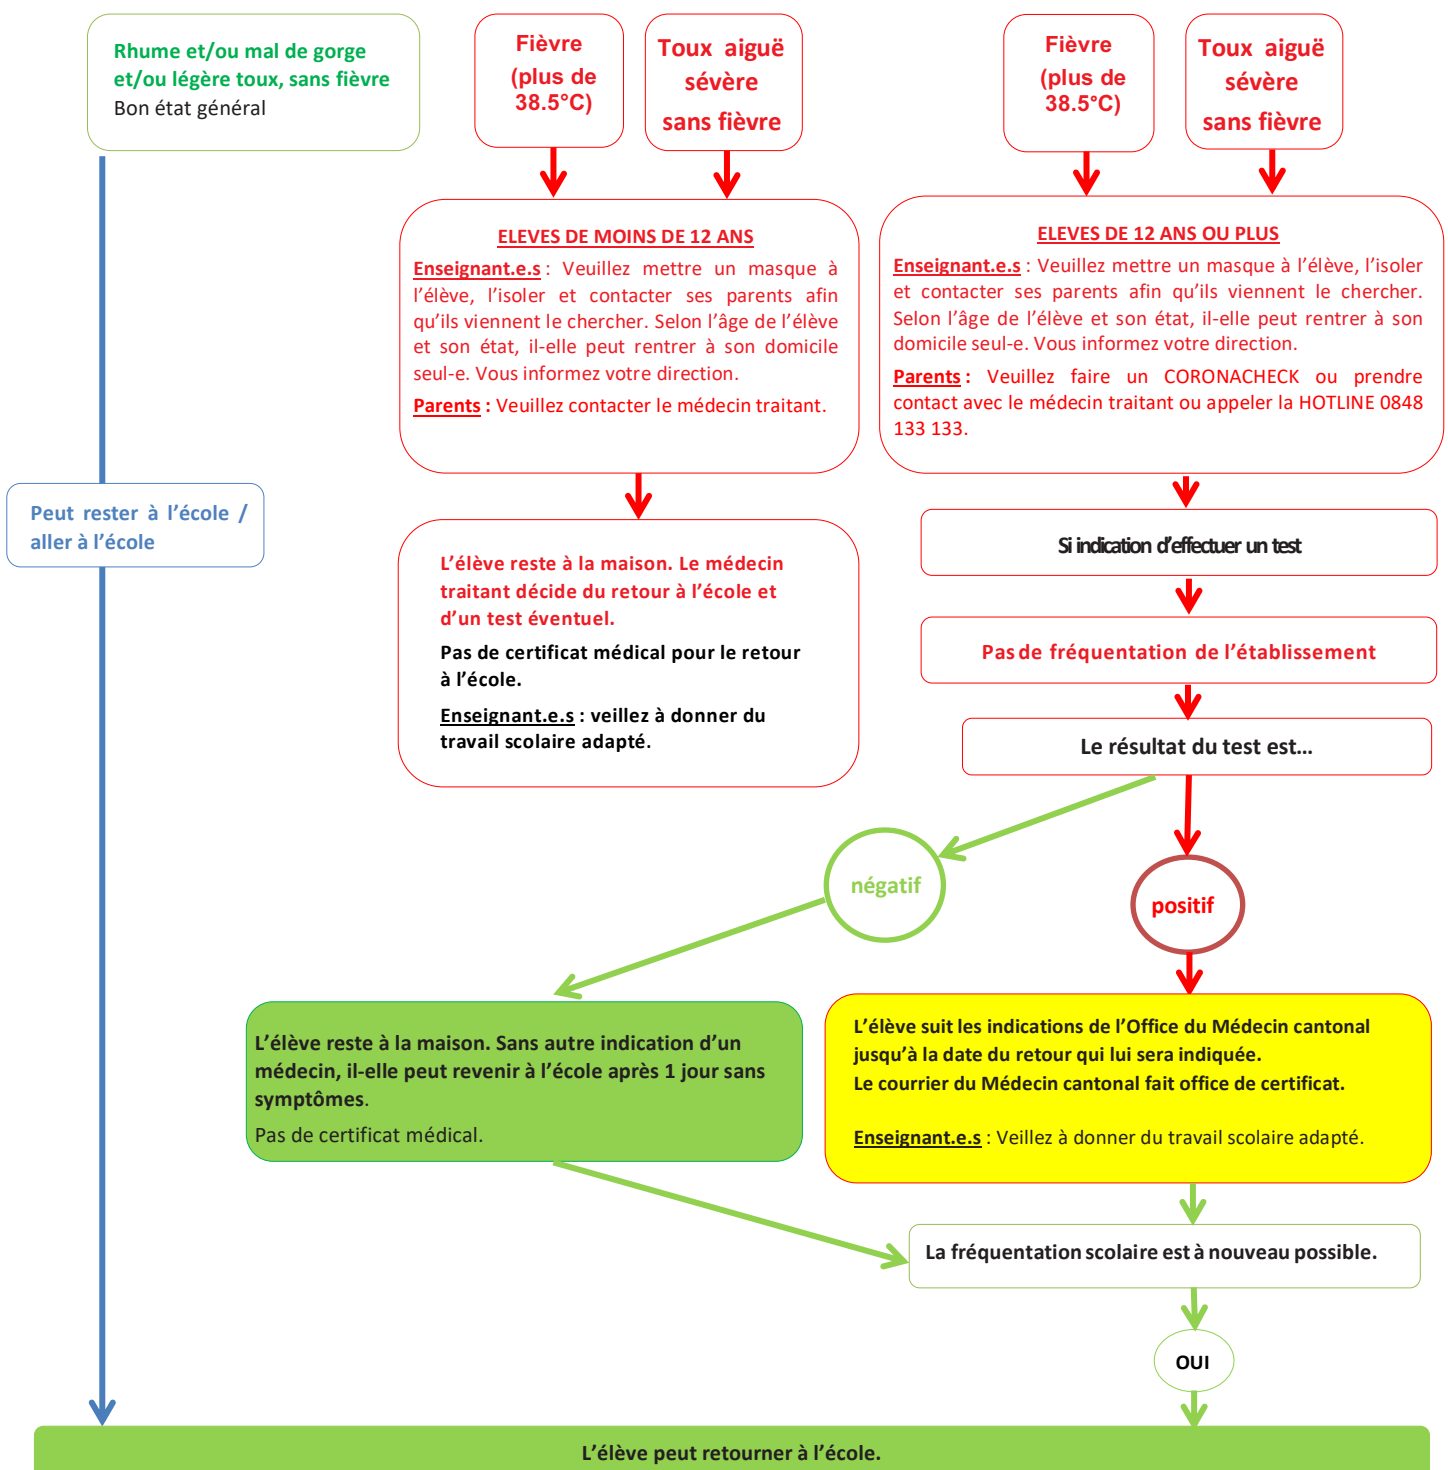 Rhume et/ou mal de gorge
et/ou légère toux, sans fièvre
Bon état général
Fièvre
(plus de
38.5°C)
Toux aiguë
sévère
sans fièvre
Fièvre
(plus de
38.5°C)
Toux aiguë
sévère
sans fièvre
ELEVES DE MOINS DE 12 ANS
Enseignant.e.s : Veuillez mettre un masque à
l’élève, l’isoler et contacter ses parents afin
qu’ils viennent le chercher. Selon l’âge de l’élève
et son état, il-elle peut rentrer à son domicile
seul-e. Vous informez votre direction.
Parents : Veuillez contacter le médecin traitant.
ELEVES DE 12 ANS OU PLUS
Enseignant.e.s : Veuillez mettre un masque à l’élève, l’isoler
et contacter ses parents afin qu’ils viennent le chercher.
Selon l’âge de l’élève et son état, il-elle peut rentrer à son
domicile seul-e. Vous informez votre direction.
Parents : Veuillez faire un CORONACHECK ou prendre
contact avec le médecin traitant ou appeler la HOTLINE 0848
133 133.
Peut rester à l’école /
aller à l’école
L’élève reste à la maison. Le médecin
traitant décide du retour à l’école et
d’un test éventuel.
Pas de certificat médical pour le retour
à l’école.
Enseignant.e.s : veillez à donner du
travail scolaire adapté.
Si indication d’effectuer un test
Pas de fréquentation de l’établissement
Le résultat du test est…
négatif
positif
L’élève reste à la maison. Sans autre indication d’un
médecin, il-elle peut revenir à l’école après 1 jour sans
symptômes.
Pas de certificat médical.
L’élève suit les indications de l’Office du Médecin cantonal
jusqu’à la date du retour qui lui sera indiquée.
Le courrier du Médecin cantonal fait office de certificat.
Enseignant.e.s : Veillez à donner du travail scolaire adapté.
La fréquentation scolaire est à nouveau possible.
OUI
L’élève peut retourner à l’école.